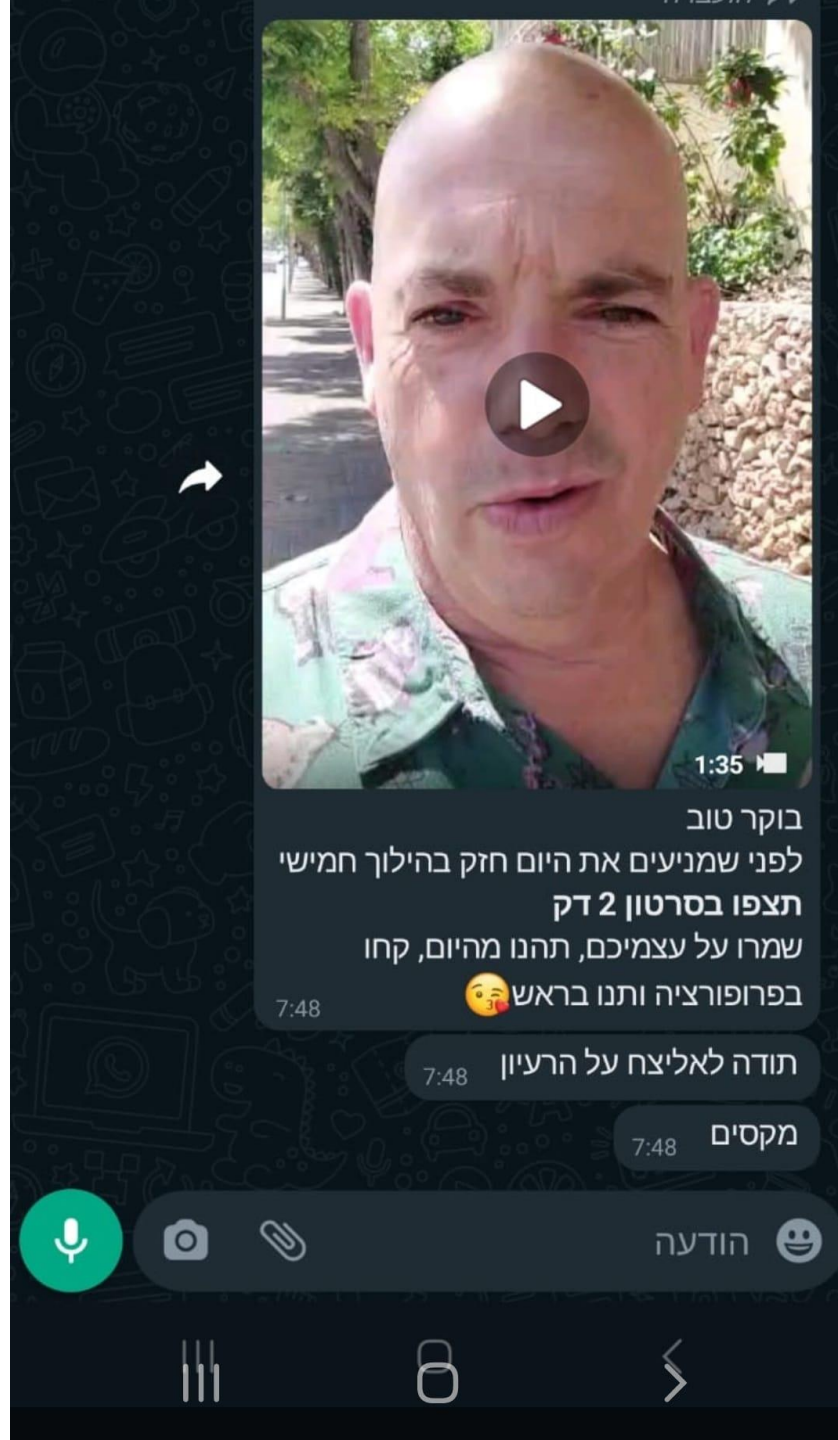 1:35
בוקר טוב
לפני שמניעים את היום חזק בהילוך חמישי
תצפו בסרטון 2 דק
שמרו על עצמיכם, תהנו מהיום, קחו
בפרופורציה ותנו בראש😘
7:48
תודה לאליצח על הרעיון 7:48
מקסים 7:48
הודעה